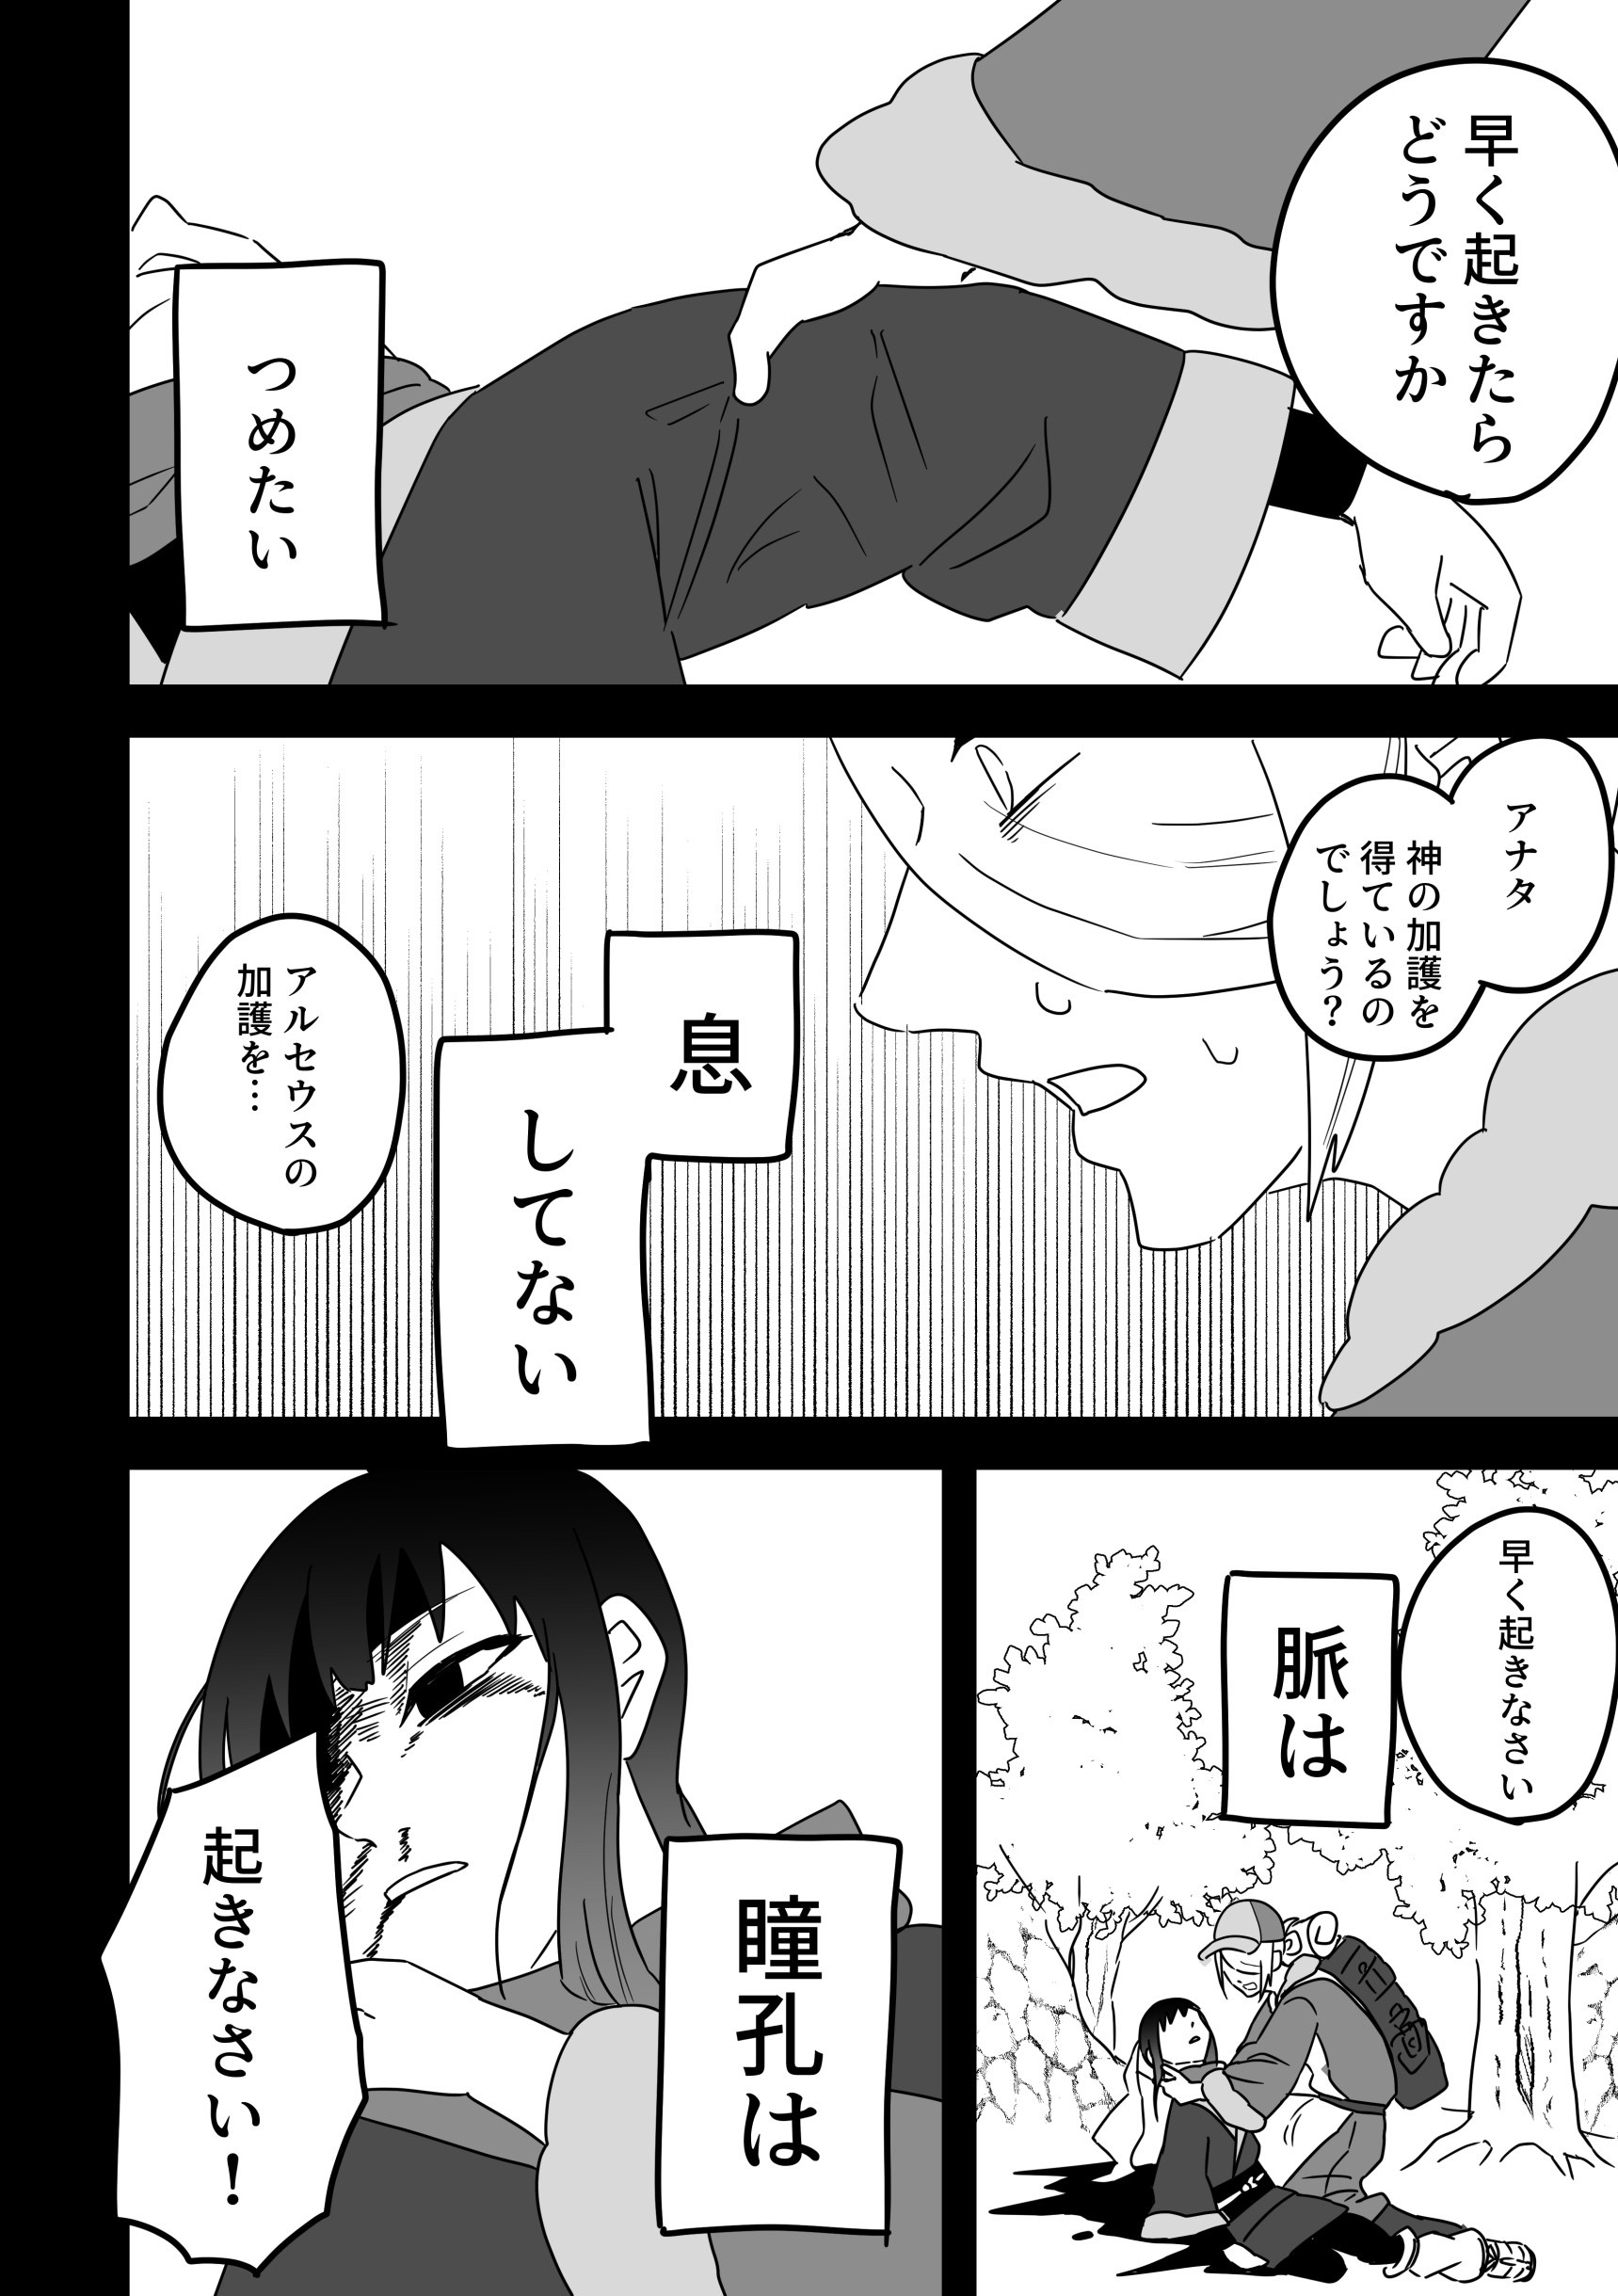 早く起きたら
どうですか
つめたい
アナタ
神の加護を
得ているの
でしょう?
息
してない
アルセウスの
加護を…
早く起きなさい
脈は
瞳孔は
起きなさい!